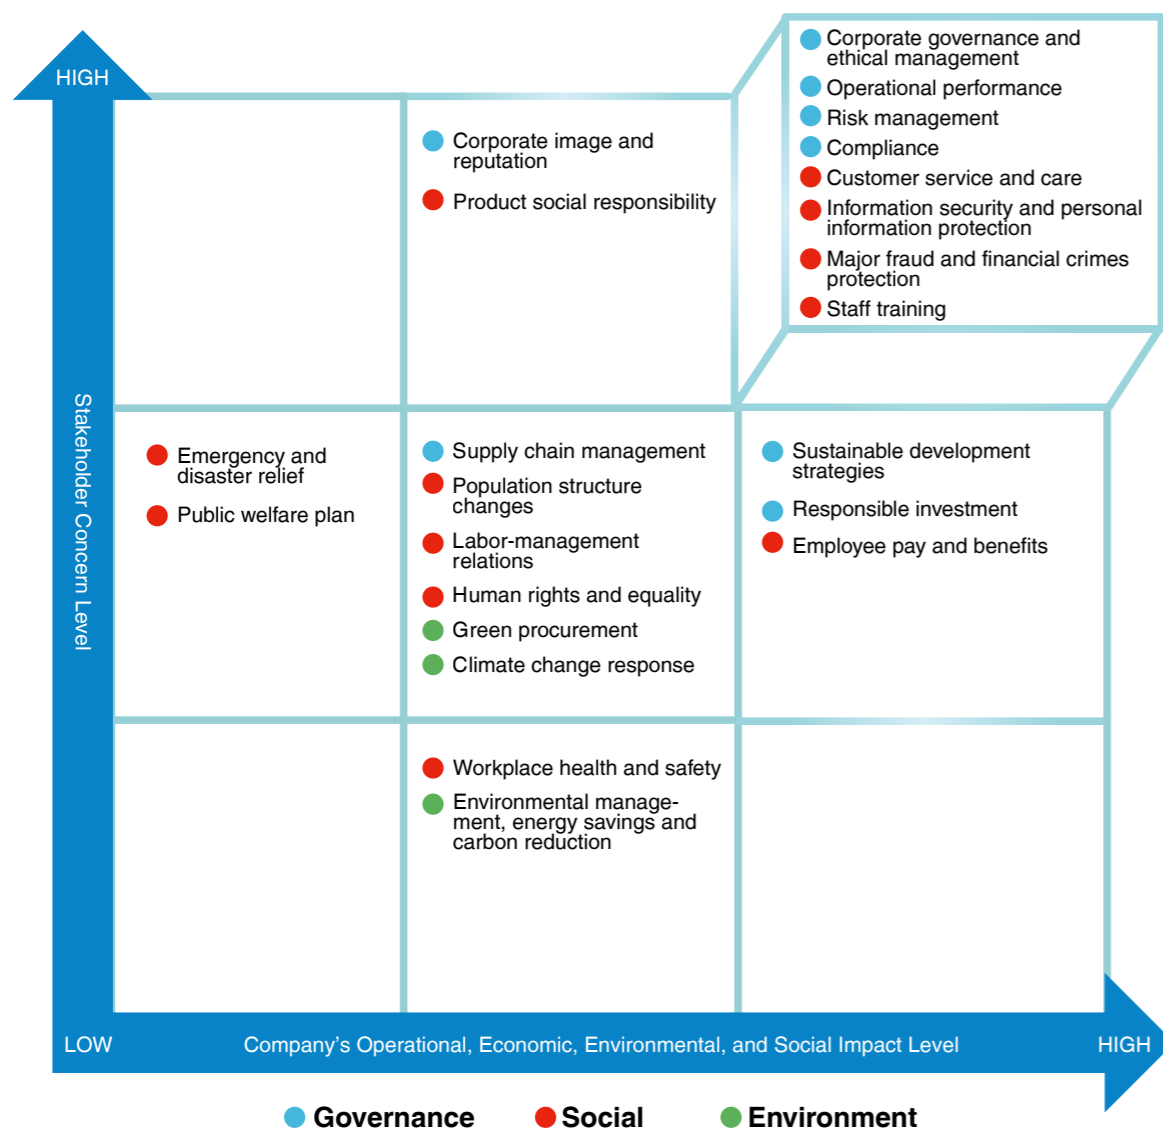 HIGH
Corporate governance and
ethical management
Operational performance
Risk management
Compliance
Customer service and care
Information security and personal
information protection
Major fraud and financial crimes
protection
Staff training
Corporate image and
reputation
Product social responsibility
Stakeholder Concern Level
Emergency and
disaster relief
Public welfare plan
Supply chain management
Population structure
changes
Labor-management
relations
Human rights and equality
Green procurement
Climate change response
Sustainable development
strategies
Responsible investment
Employee pay and benefits
Workplace health and safety
Environmental manage-
ment, energy savings and
carbon reduction
LOW
Company's Operational, Economic, Environmental, and Social Impact Level
HIGH
Governance
Social
Environment